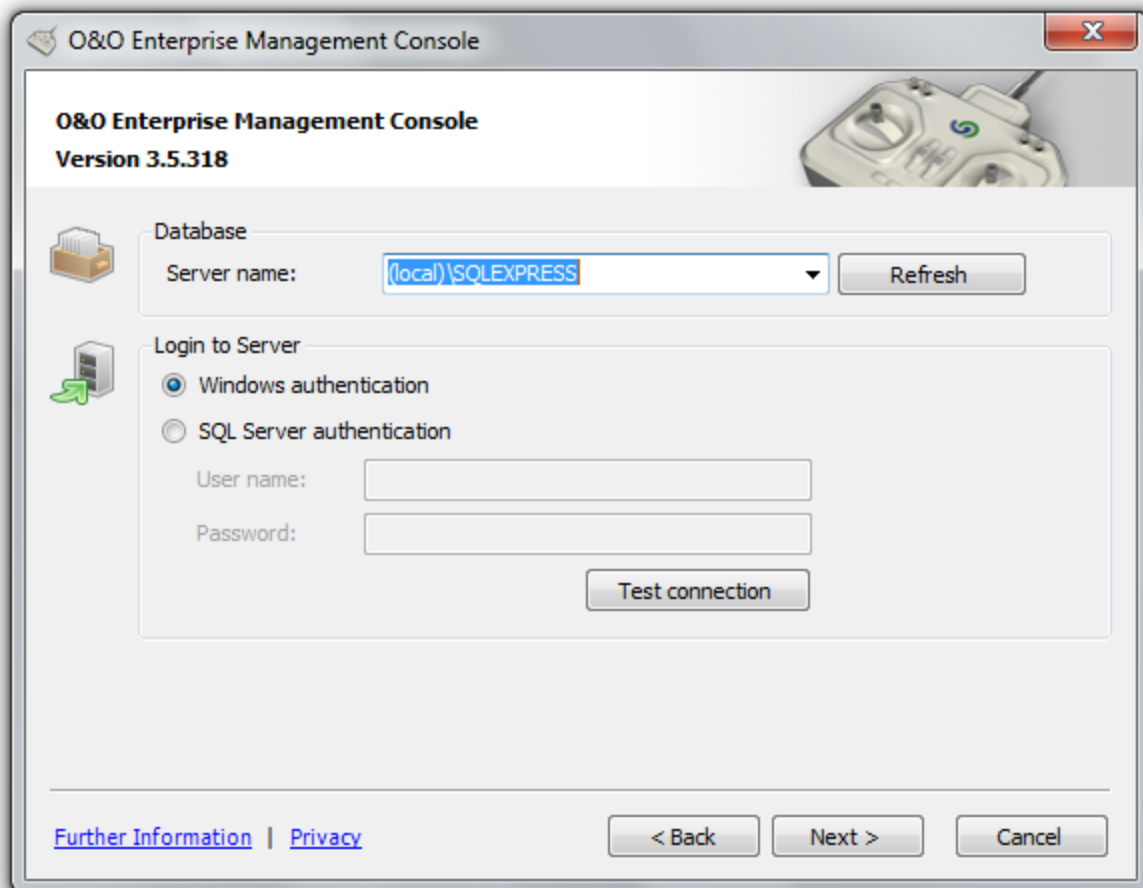 O&O Enterprise Management Console
O&O Enterprise Management Console
Version 3.5.318
Database
Server name: (local)\SQLEXPRESS Refresh
Login to Server
Windows authentication
SQL Server authentication
User name:
Password:
Test connection
Further Information | Privacy < Back Next > Cancel